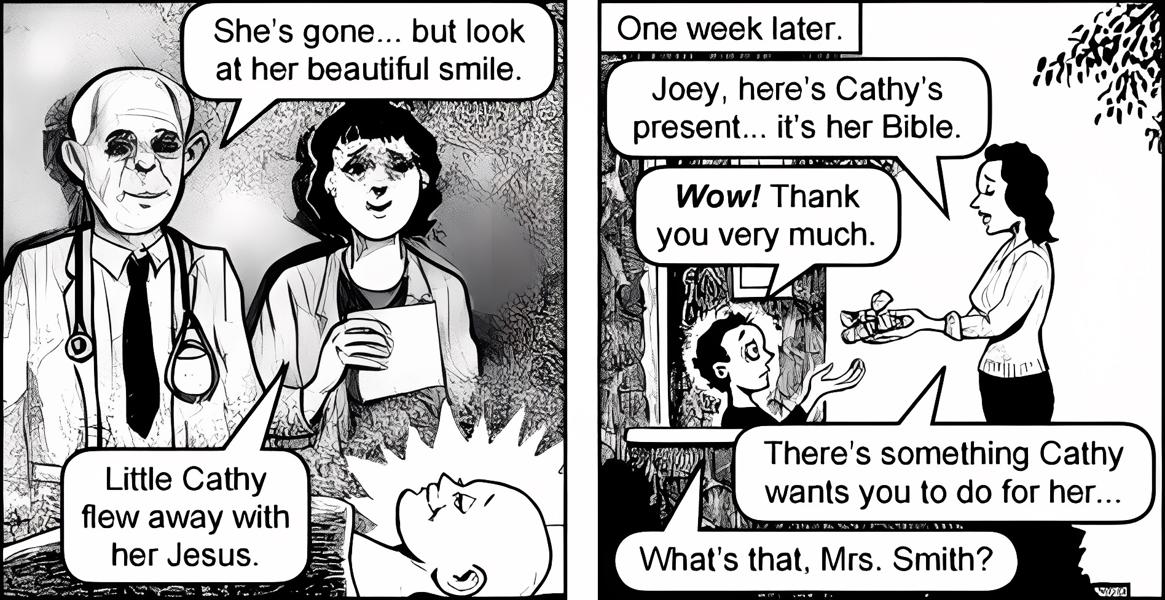 She's gone... but look
at her beautiful smile.
Little Cathy
flew away with
her Jesus.
One week later.
Joey, here's Cathy's
present... it's her Bible.
Wow! Thank
you very much.
There's something Cathy
wants you to do for her...
What's that, Mrs. Smith?